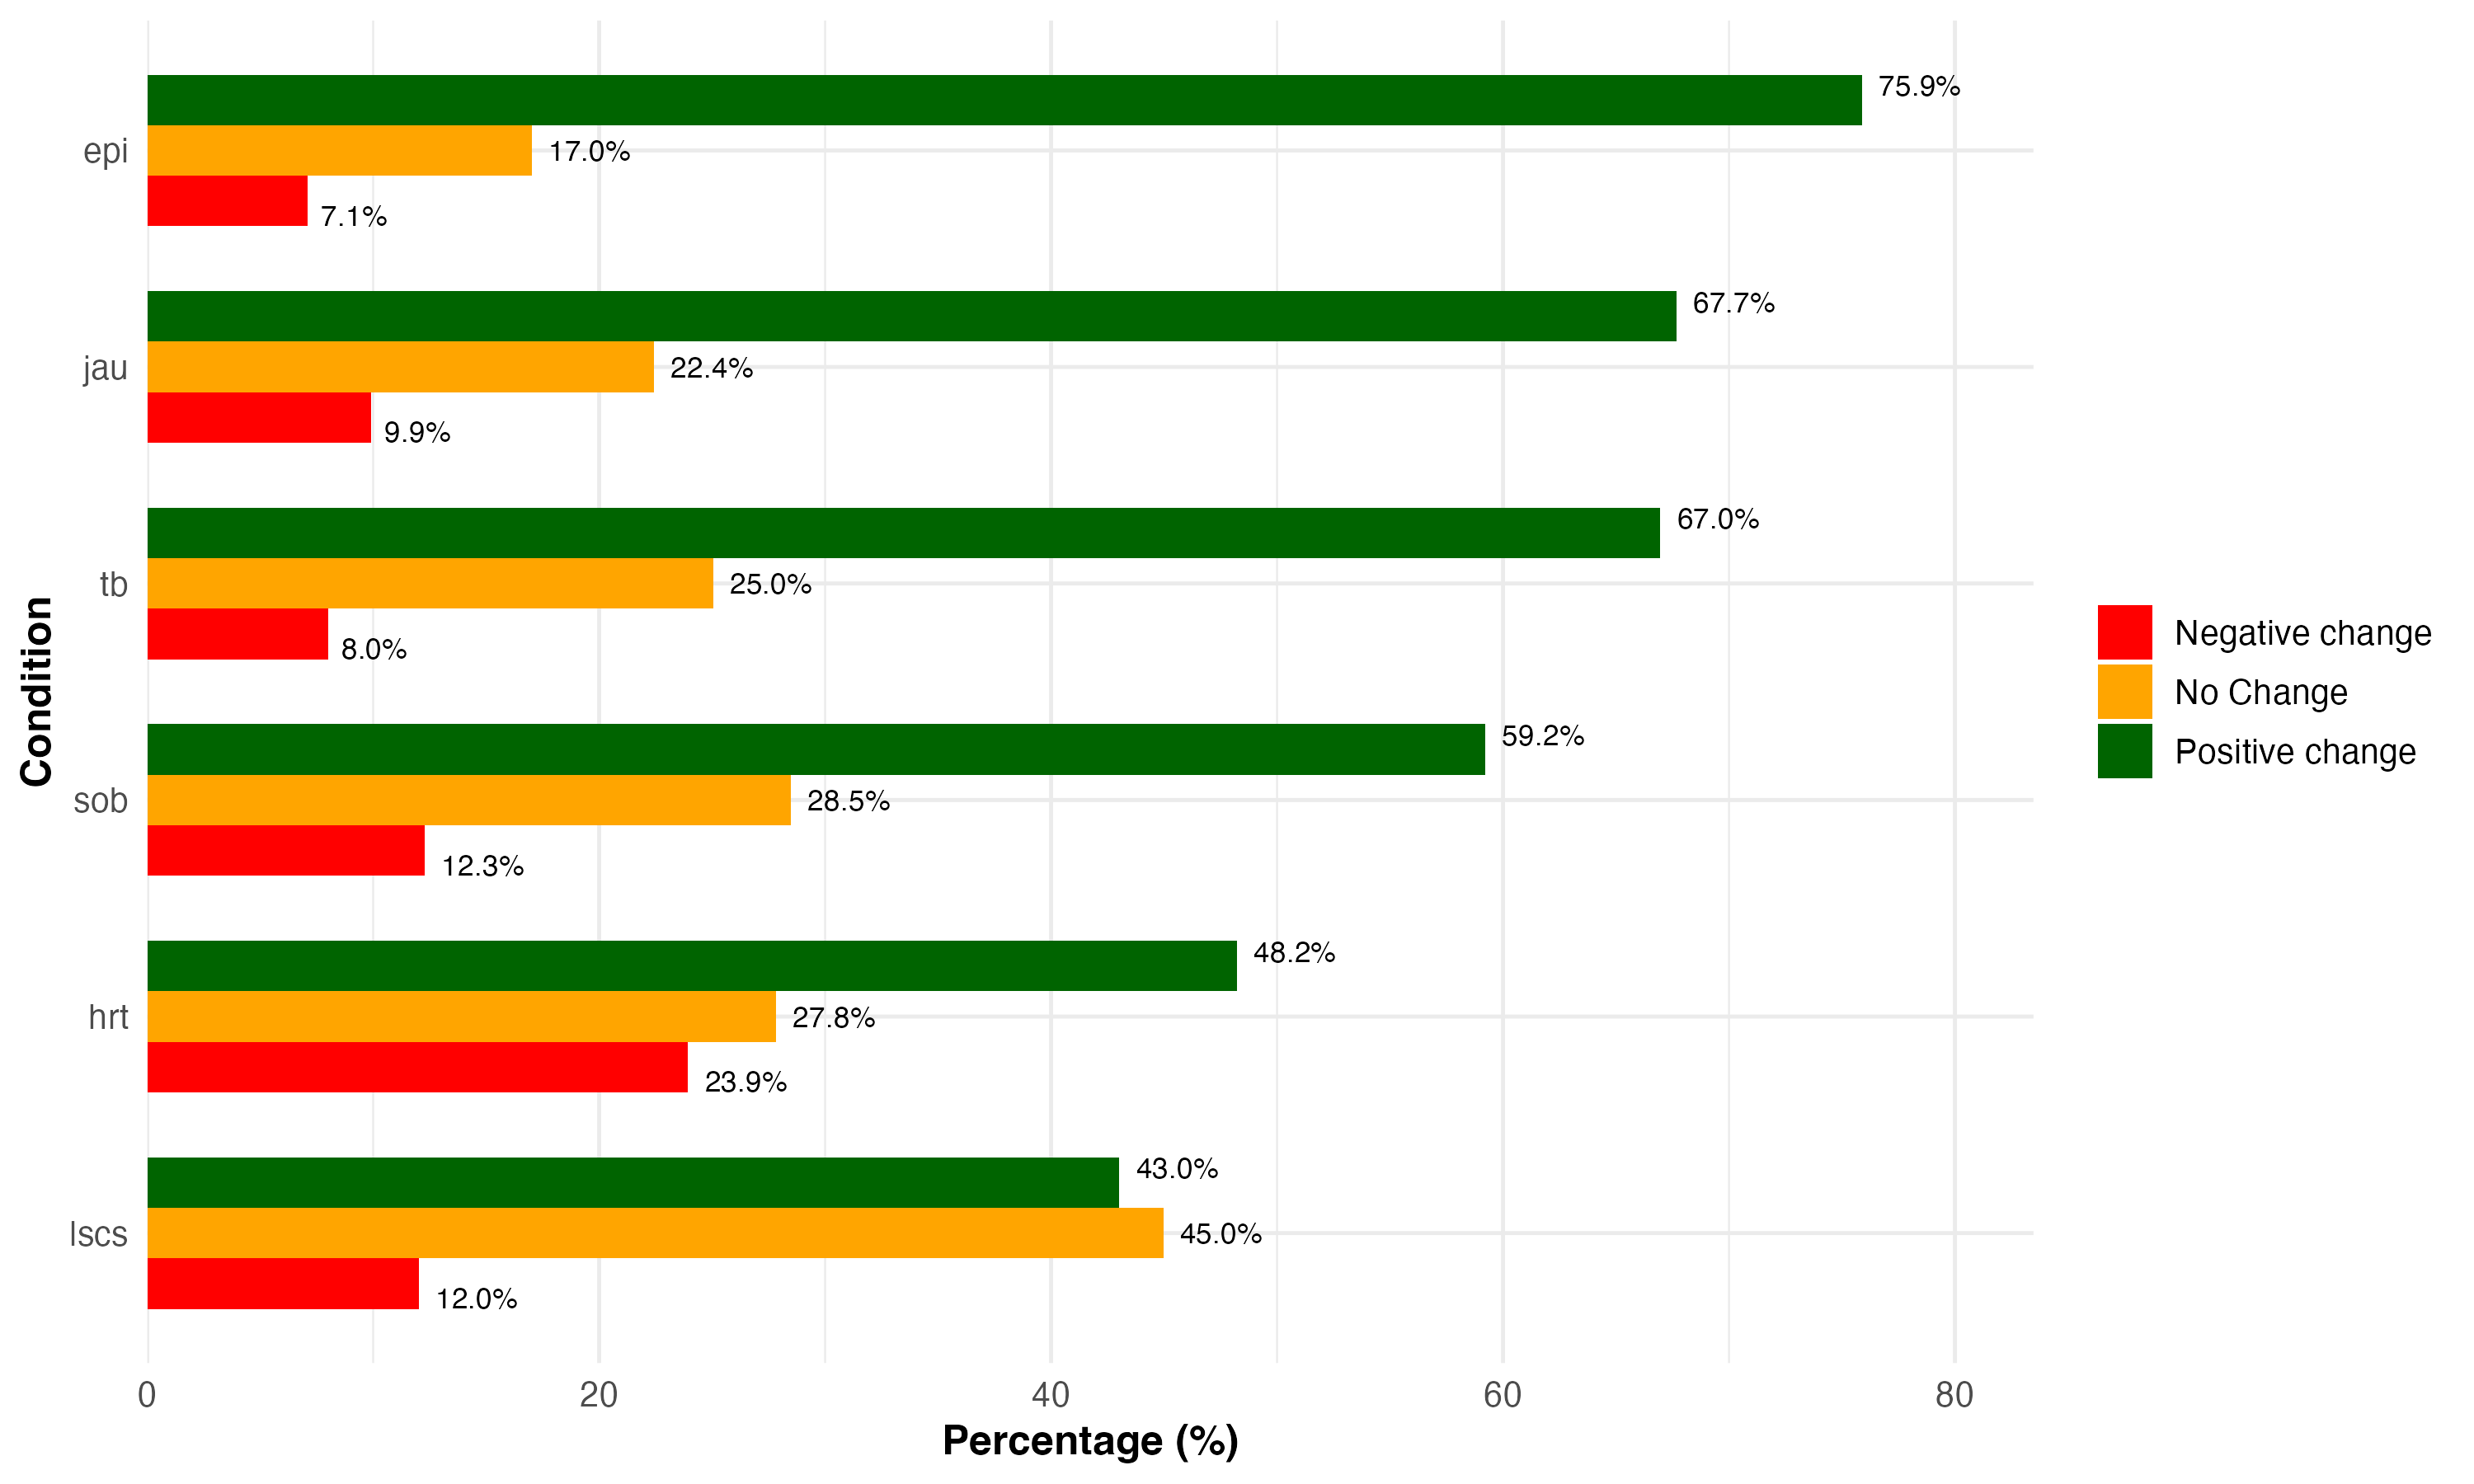 75.9%
epi
17.0%
7.1%
67.7%
jau
22.4%
9.9%
67.0%
tb
25.0%
8.0%
59.2%
sob
28.5%
12.3%
48.2%
hrt
27.8%
23.9%
43.0%
lscs
45.0%
12.0%
0 20 40 60 80
Percentage (%)
Condition
Negative change
No Change
Positive change